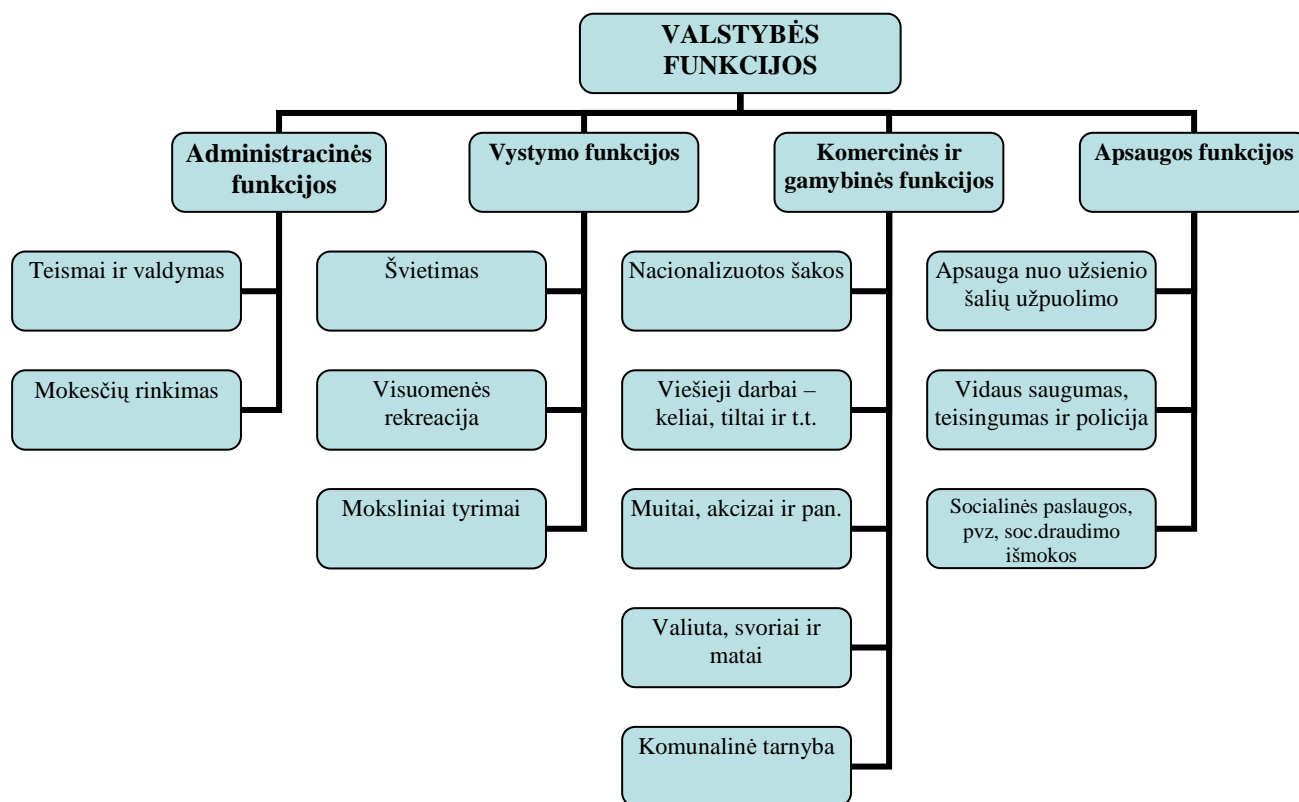 VALSTYBĖS
FUNKCIJOS
Administracinės
funkcijos
Vystymo funkcijos
Komercinės ir
gamybinės funkcijos
Apsaugos funkcijos
Teismai ir valdymas
Mokesčių rinkimas
Švietimas
Visuomenės
rekreacija
Moksliniai tyrimai
Nacionalizuotos šakos
Viešieji darbai –
keliai, tiltai ir t.t.
Muitai, akcizai ir pan.
Valiuta, svoriai ir
matai
Komunalinė tarnyba
Apsauga nuo užsienio
šalių užpuolimo
Vidaus saugumas,
teisingumas ir policija
Socialinės paslaugos,
pvz, soc.draudimo
išmokos